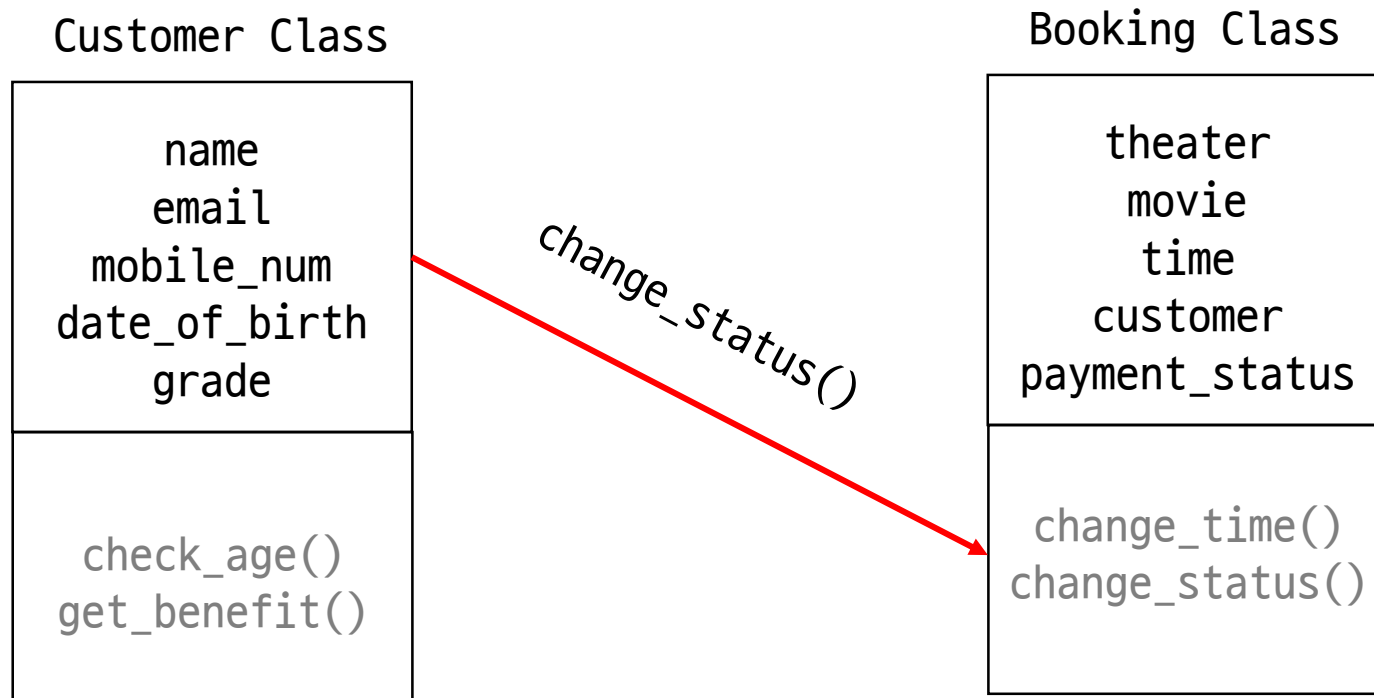 Customer Class
name
email
mobile_num
date_of_birth
grade
check_age()
get_benefit()
change_status()
Booking Class
theater
movie
time
customer
payment_status
change_time()
change_status()